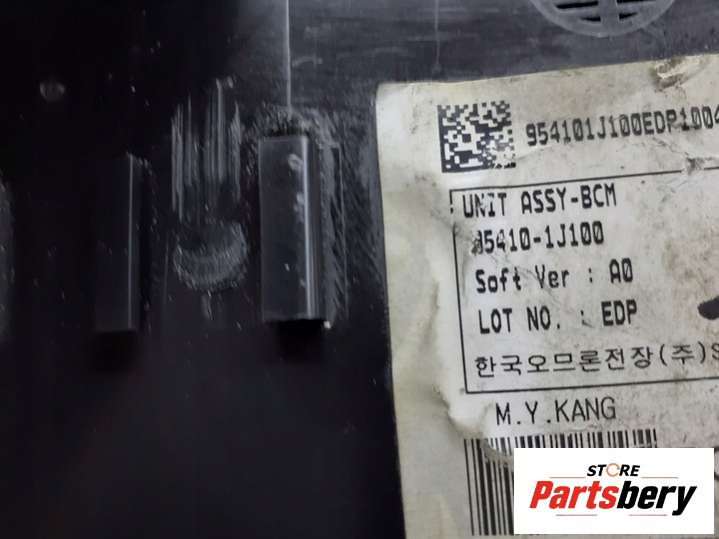 954101J100EDP1004
UNIT ASSY-BCM
95410-1J100
Soft Ver : A0
LOT NO. : EDP
한국오므론전장(주)S
M.Y.KANG
STORE
Partsbery